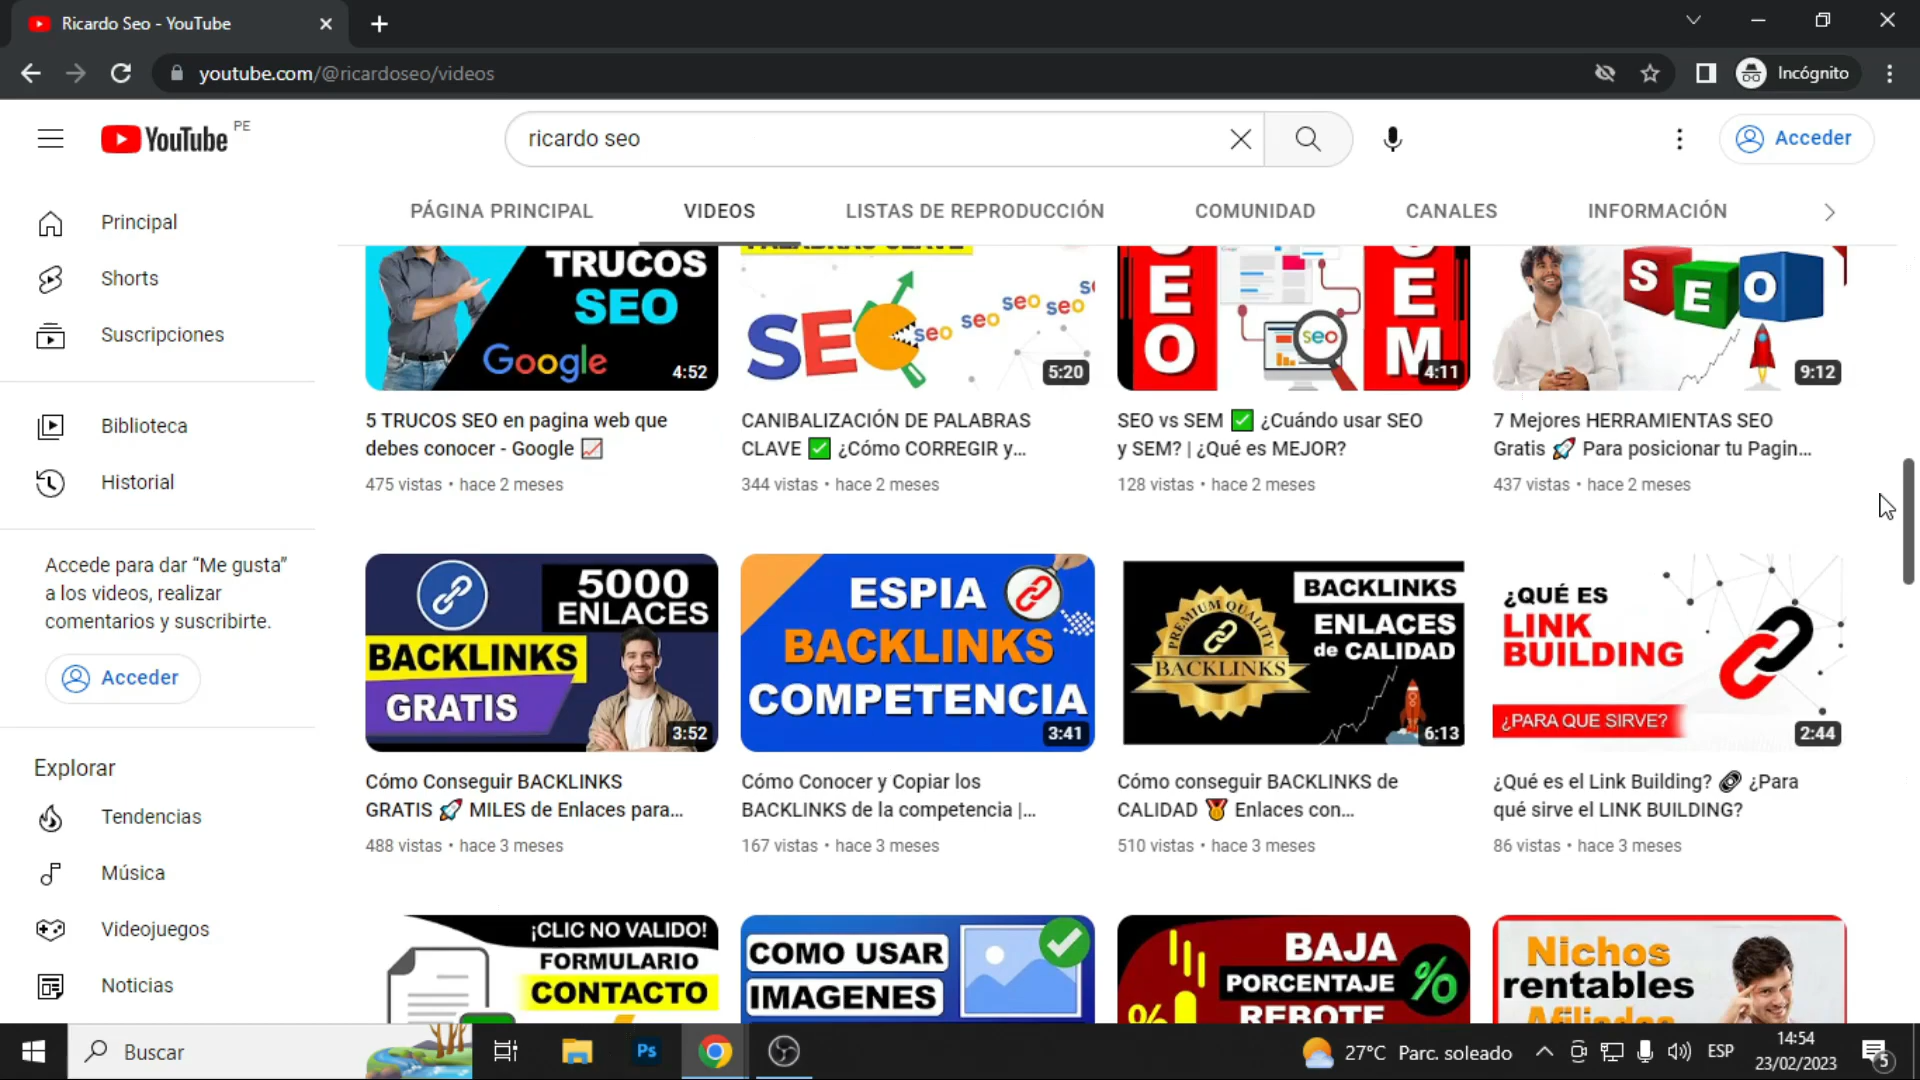 Ricardo Seo - YouTube
youtube.com/@ricardoseo/videos
Incógnito
YouTube PE
ricardo seo
Acceder
PÁGINA PRINCIPAL
VIDEOS
LISTAS DE REPRODUCCIÓN
COMUNIDAD
CANALES
INFORMACIÓN
Principal
Shorts
Suscripciones
Biblioteca
Historial
Accede para dar “Me gusta”
a los videos, realizar
comentarios y suscribirte.
Acceder
Explorar
Tendencias
Música
Videojuegos
Noticias
TRUCOS
SEO
Google
4:52
5 TRUCOS SEO en pagina web que
debes conocer - Google 📈
475 vistas • hace 2 meses
PALABRAS CLAVE
SEO
seo seo seo seo
5:20
CANIBALIZACIÓN DE PALABRAS
CLAVE ✅ ¿Cómo CORREGIR y...
344 vistas • hace 2 meses
SEO
seo
SEM
4:11
SEO vs SEM ✅ ¿Cuándo usar SEO
y SEM? | ¿Qué es MEJOR?
128 vistas • hace 2 meses
SEO
9:12
7 Mejores HERRAMIENTAS SEO
Gratis 🚀 Para posicionar tu Pagin...
437 vistas • hace 2 meses
5000
ENLACES
BACKLINKS
GRATIS
3:52
Cómo Conseguir BACKLINKS
GRATIS 🚀 MILES de Enlaces para...
488 vistas • hace 3 meses
ESPIA
BACKLINKS
COMPETENCIA
3:41
Cómo Conocer y Copiar los
BACKLINKS de la competencia |...
167 vistas • hace 3 meses
BACKLINKS
ENLACES
de CALIDAD
PREMIUM QUALITY
BACKLINKS
6:13
Cómo conseguir BACKLINKS de
CALIDAD 🏅 Enlaces con...
510 vistas • hace 3 meses
¿QUÉ ES
LINK
BUILDING
¿PARA QUE SIRVE?
2:44
¿Qué es el Link Building? 🔗 ¿Para
qué sirve el LINK BUILDING?
86 vistas • hace 3 meses
¡CLIC NO VALIDO!
FORMULARIO
CONTACTO
COMO USAR
IMAGENES
BAJA
PORCENTAJE
REBOTE
%
%
Nichos
rentables
Afiliados
Buscar
Ps
27°C Parc. soleado
ESP
14:54
23/02/2023
5